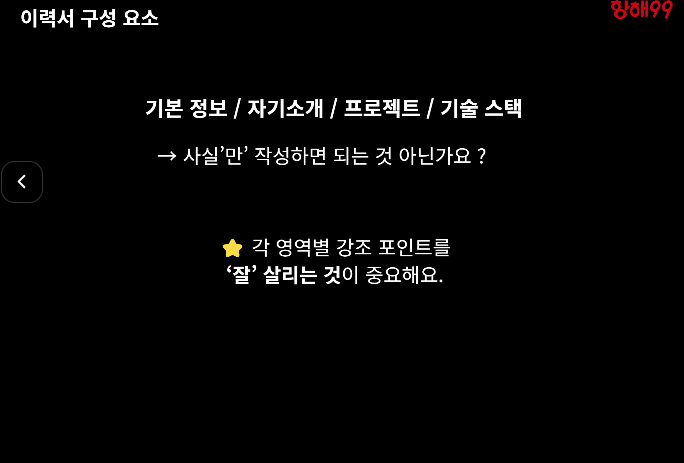 이력서 구성 요소
항해99
기본 정보 / 자기소개 / 프로젝트 / 기술 스택
→ 사실’만’ 작성하면 되는 것 아닌가요 ?
⭐ 각 영역별 강조 포인트를
‘잘’ 살리는 것이 중요해요.